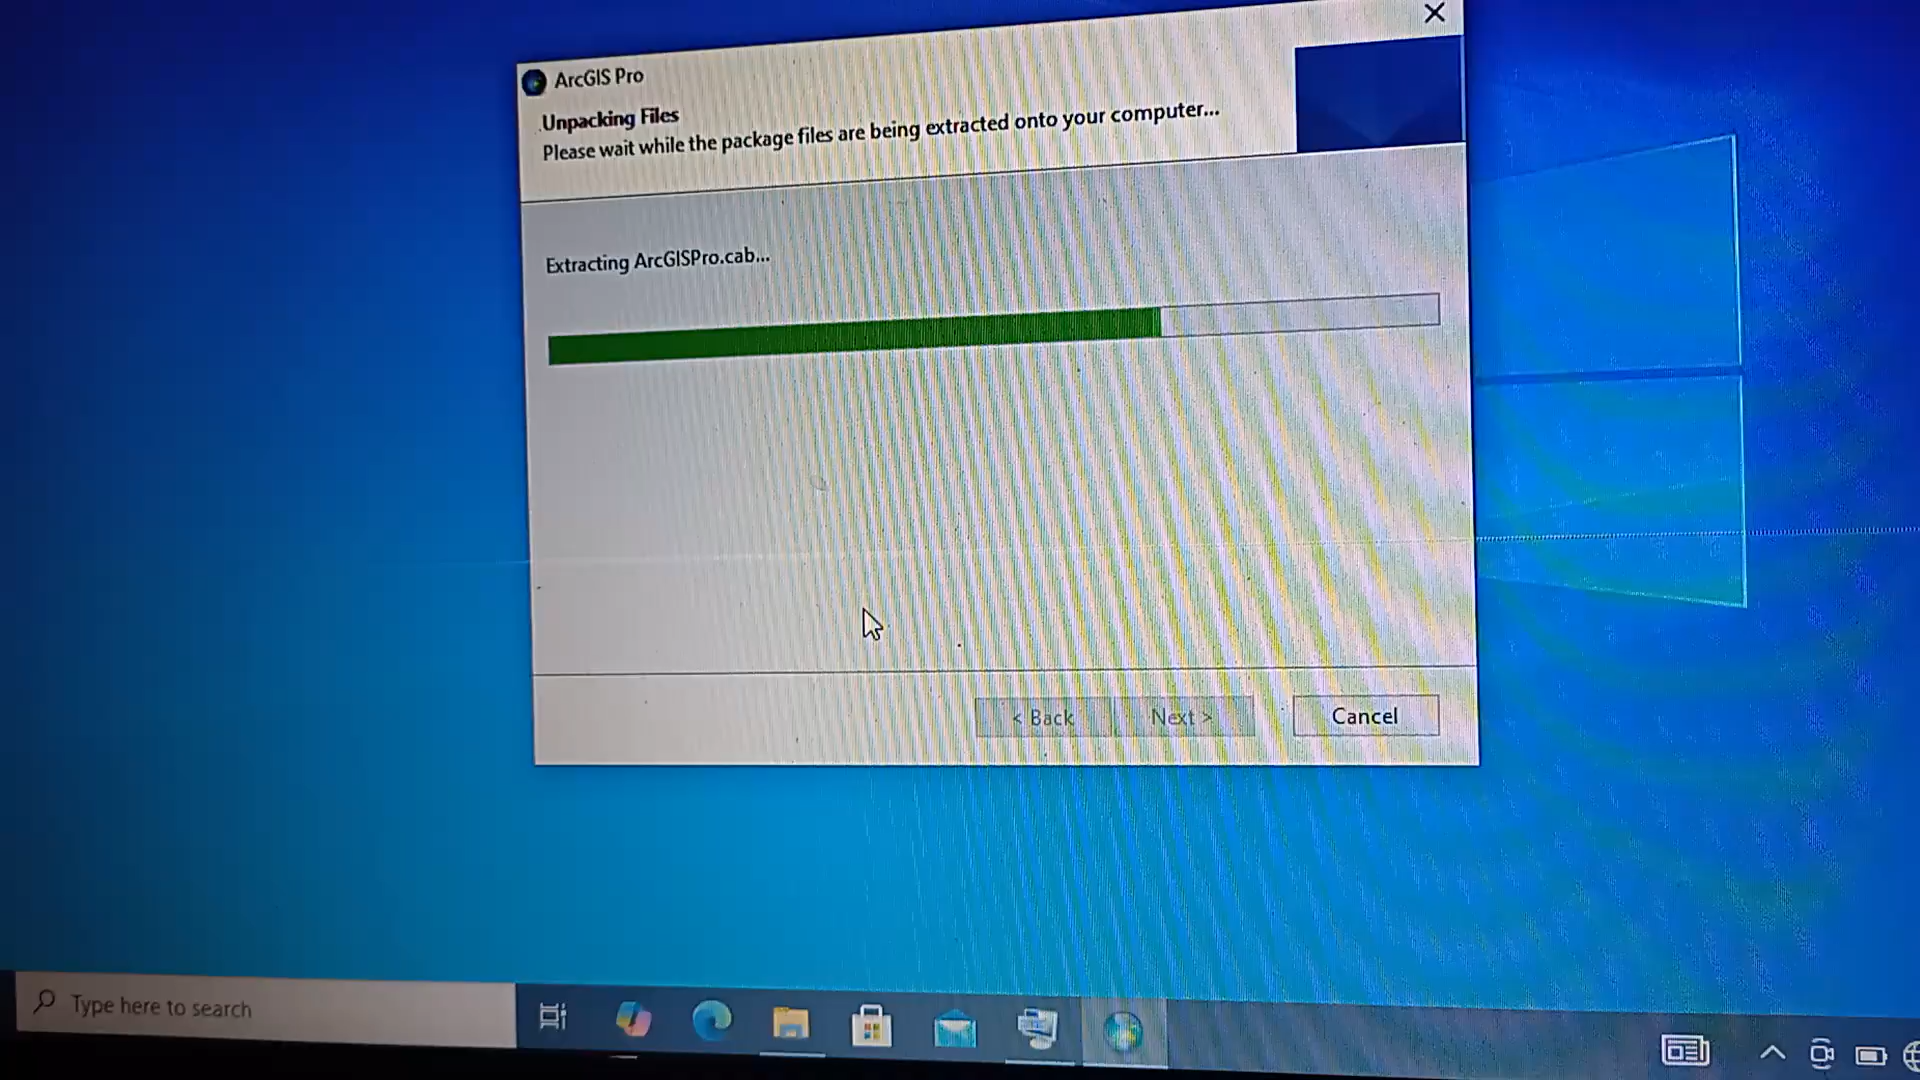 ArcGIS Pro
Unpacking Files
Please wait while the package files are being extracted onto your computer...
Extracting ArcGISPro.cab...
< Back
Next >
Cancel
Type here to search